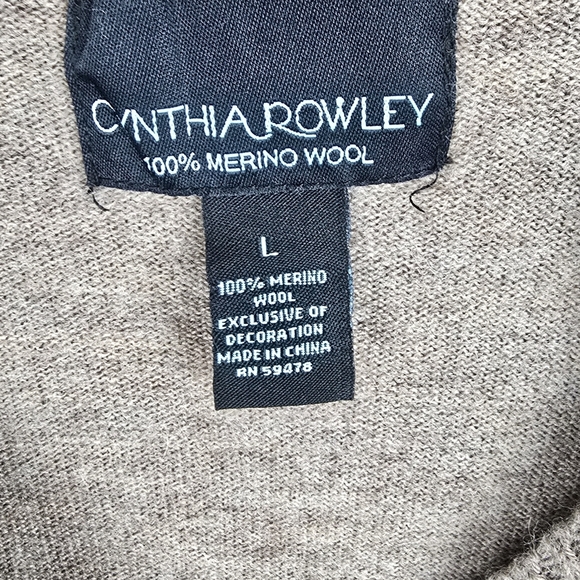 CYNTHIA ROWLEY
100% MERINO WOOL
L
100% MERINO
WOOL
EXCLUSIVE OF
DECORATION
MADE IN CHINA
RN 59478